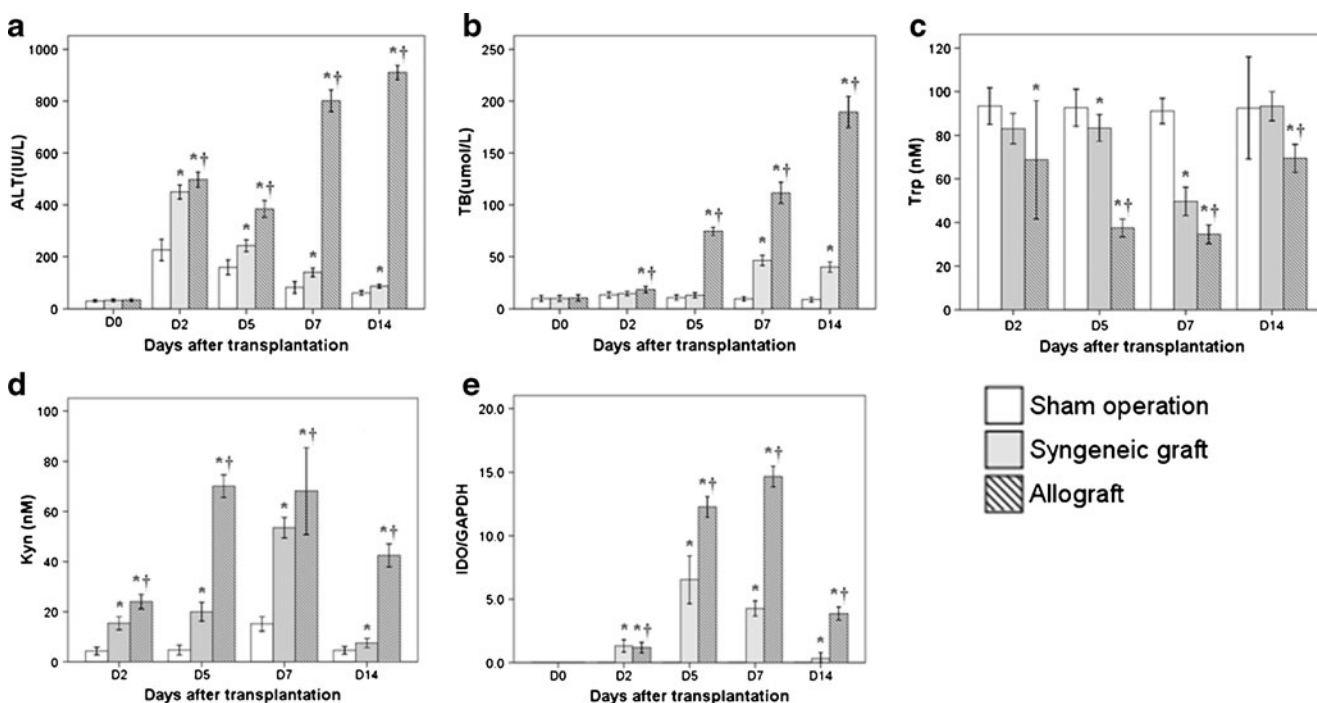 a
ALT(IU/L)
1000
800
600
400
200
0
* *† * *† * *† * *†
D0 D2 D5 D7 D14
Days after transplantation
b
TB(umol/L)
250
200
150
100
50
0
*† *† * *† * *†
D0 D2 D5 D7 D14
Days after transplantation
c
Trp (nM)
120
100
80
60
40
20
0
* * *† * *† *†
D2 D5 D7 D14
Days after transplantation
d
Kyn (nM)
100
80
60
40
20
0
* *† * *† * *† * *†
D2 D5 D7 D14
Days after transplantation
e
IDO/GAPDH
20.0
15.0
10.0
5.0
0.0
* *† * *† * *† * *†
D0 D2 D5 D7 D14
Days after transplantation
Sham operation
Syngeneic graft
Allograft